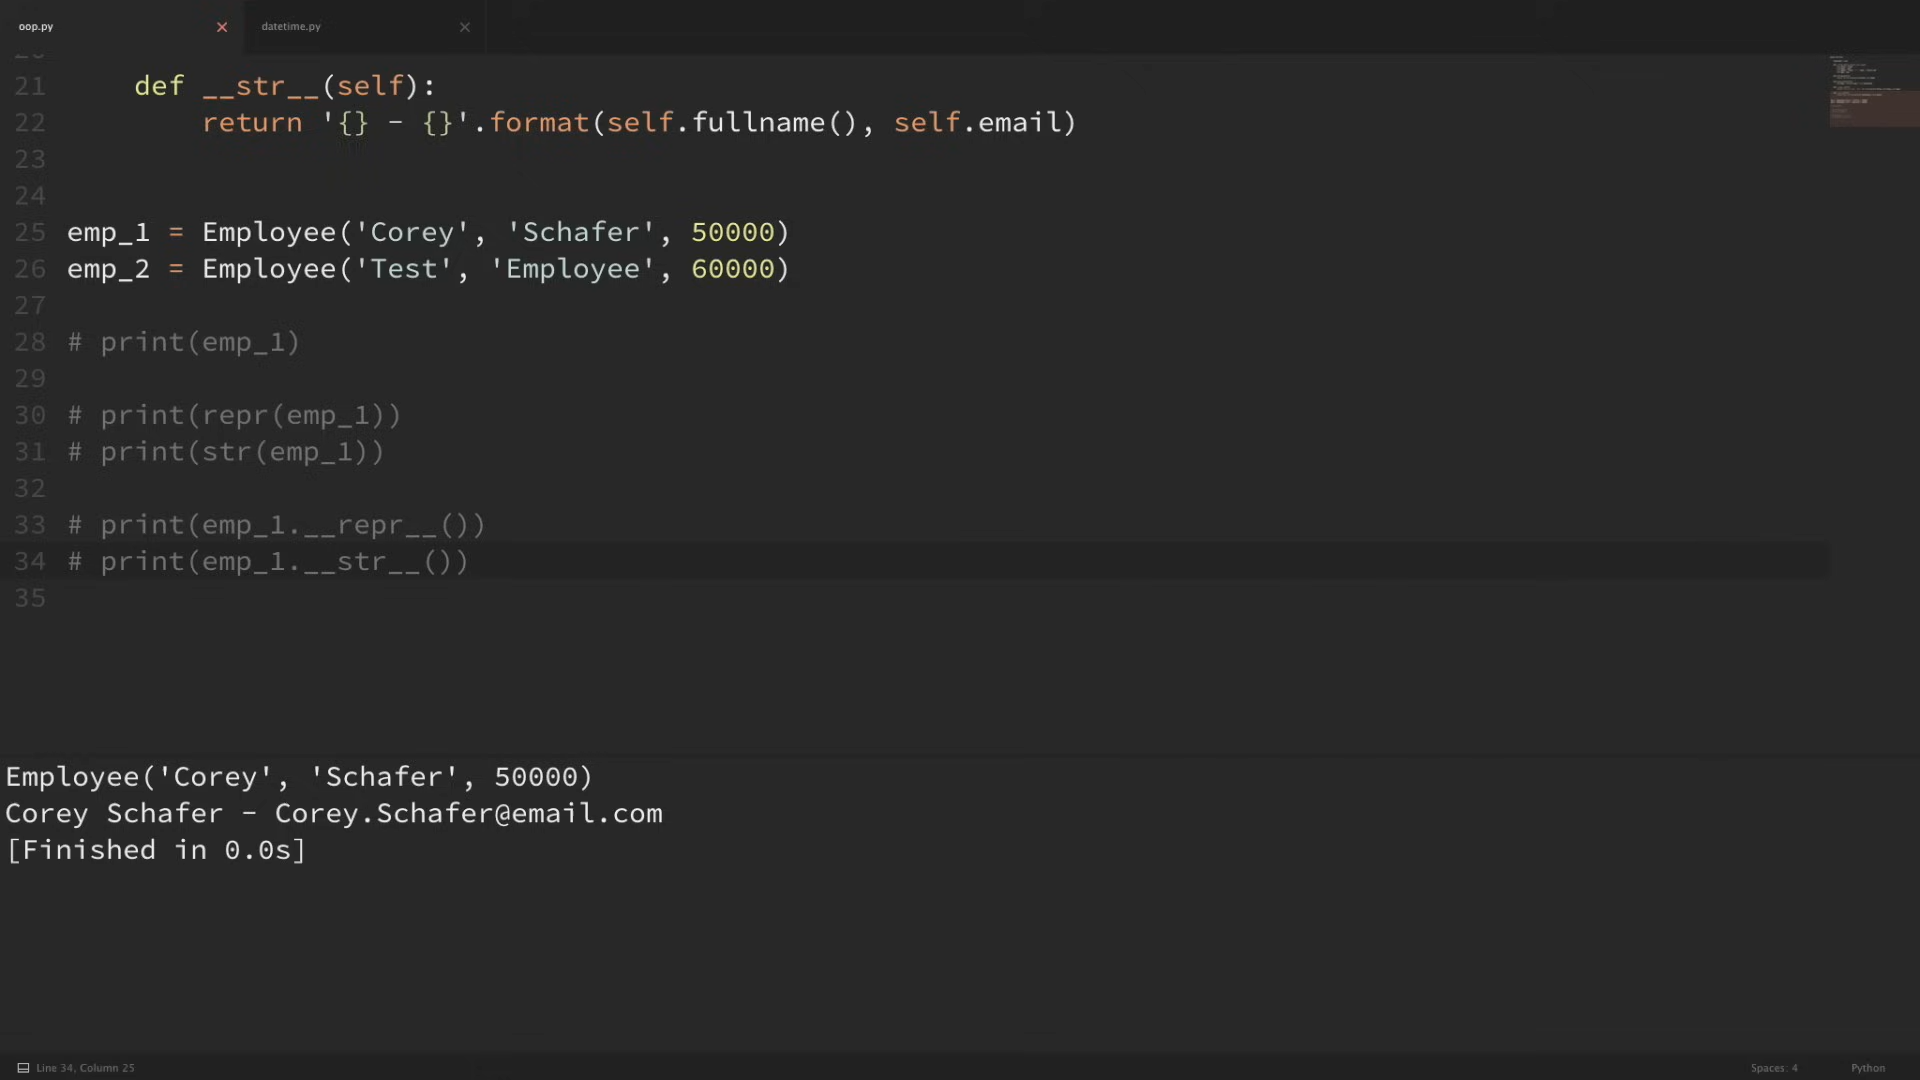 oop.py
datetime.py
21 def __str__(self):
22 return '{} - {}'.format(self.fullname(), self.email)
23
24
25 emp_1 = Employee('Corey', 'Schafer', 50000)
26 emp_2 = Employee('Test', 'Employee', 60000)
27
28 # print(emp_1)
29
30 # print(repr(emp_1))
31 # print(str(emp_1))
32
33 # print(emp_1.__repr__())
34 # print(emp_1.__str__())
35
Employee('Corey', 'Schafer', 50000)
Corey Schafer - Corey.Schafer@email.com
[Finished in 0.0s]
Line 34, Column 25
Spaces: 4
Python